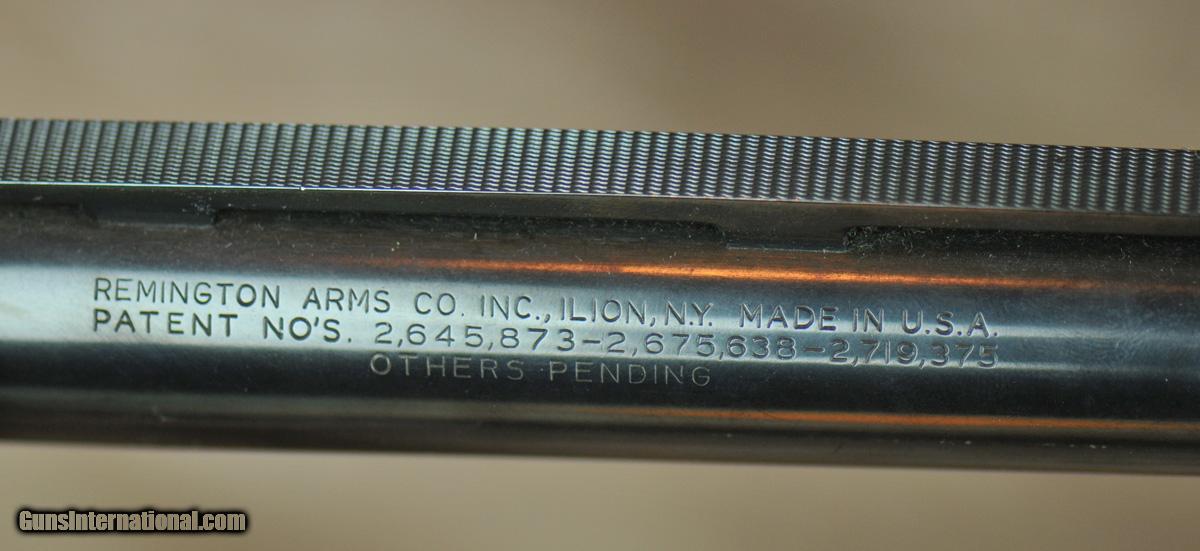 REMINGTON ARMS CO. INC., ILION, N.Y. MADE IN U.S.A.
PATENT NO'S. 2,645,873-2,675,638-2,719,375
OTHERS PENDING
GunsInternational.com